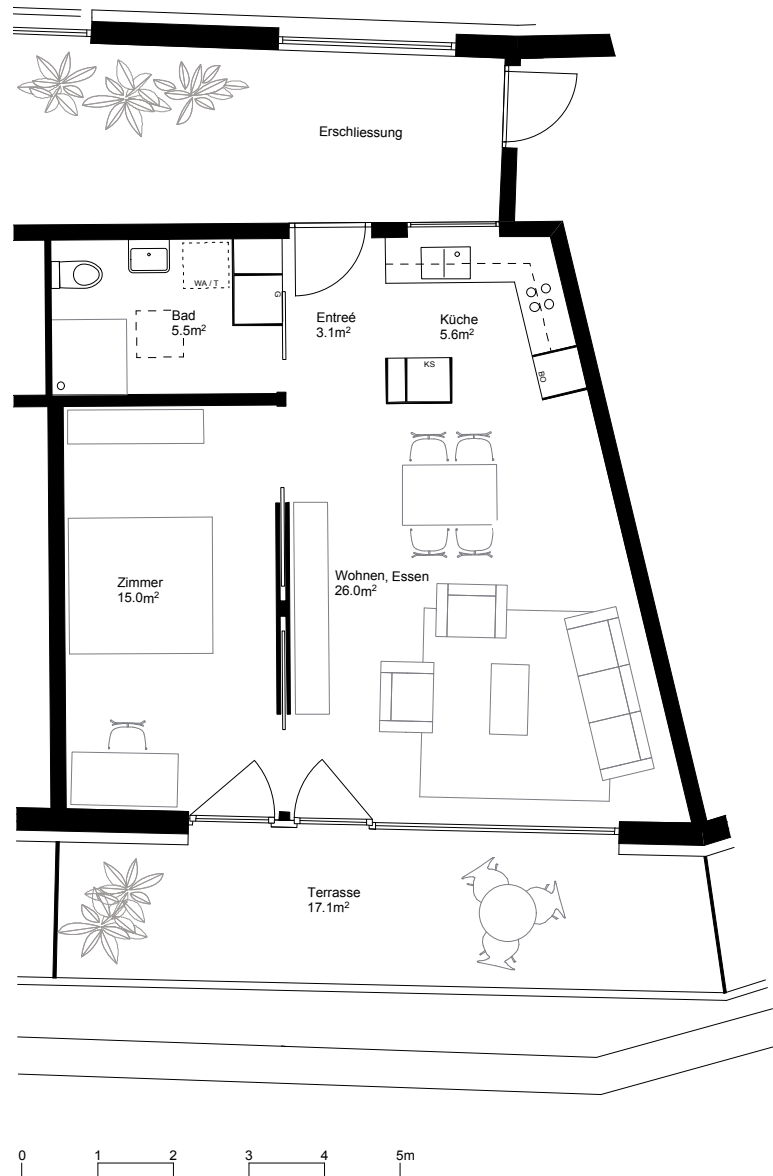 Erschliessung
WA / T
G
Bad
5.5m²
Entreé
3.1m²
Küche
5.6m²
KS
BO
Zimmer
15.0m²
Wohnen, Essen
26.0m²
Terrasse
17.1m²
0 1 2 3 4 5m